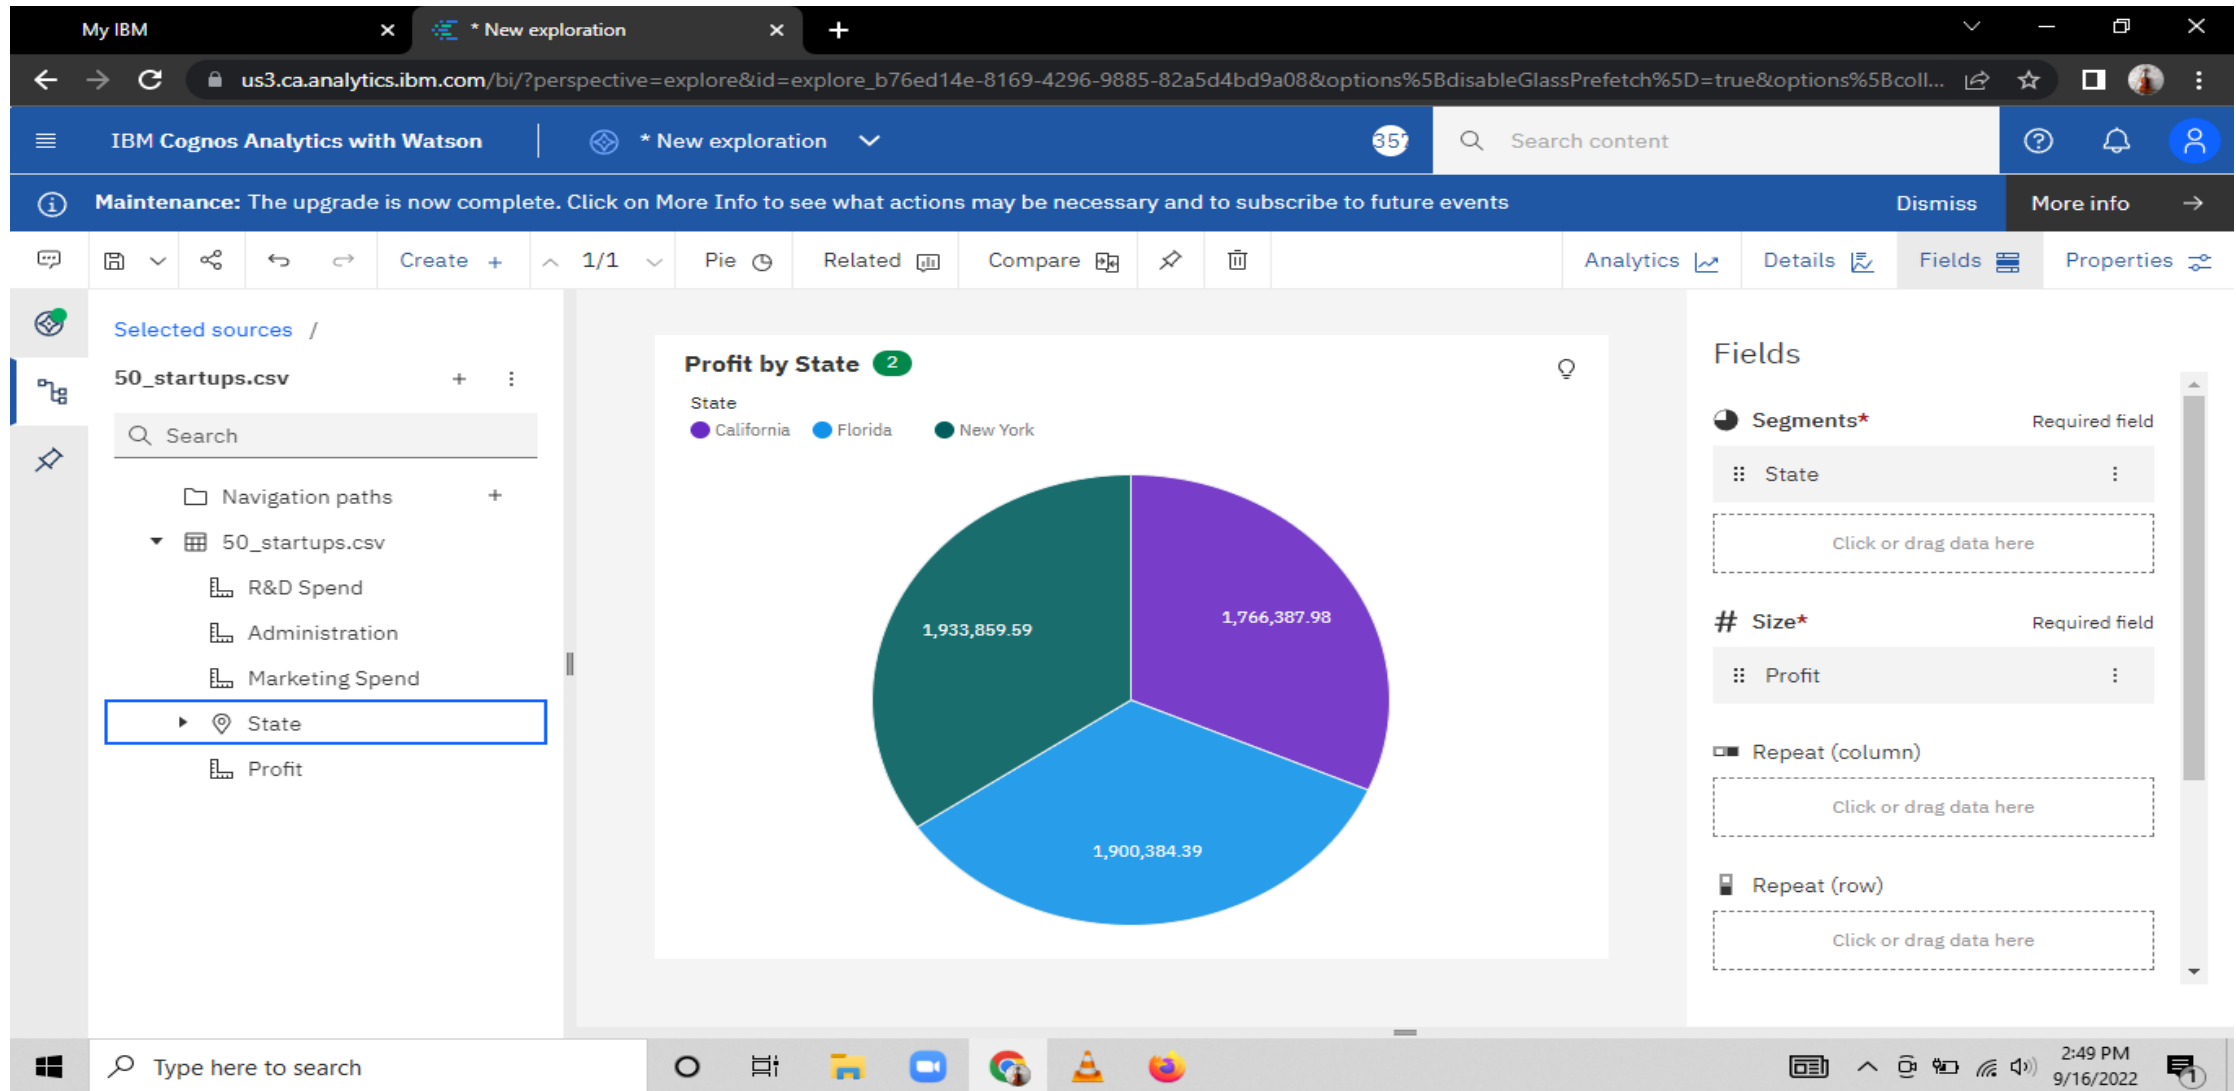 My IBM
* New exploration
us3.ca.analytics.ibm.com/bi/?perspective=explore&id=explore_b76ed14e-8169-4296-9885-82a5d4bd9a08&options%5BdisableGlassPrefetch%5D=true&options%5Bcoll...
IBM Cognos Analytics with Watson
* New exploration
357
Search content
Maintenance: The upgrade is now complete. Click on More Info to see what actions may be necessary and to subscribe to future events
Dismiss
More info
Create +
1/1
Pie
Related
Compare
Analytics
Details
Fields
Properties
Selected sources /
50_startups.csv
Search
Navigation paths
50_startups.csv
R&D Spend
Administration
Marketing Spend
State
Profit
Profit by State 2
State
California Florida New York
1,933,859.59
1,766,387.98
1,900,384.39
Fields
Segments* Required field
State
Click or drag data here
# Size* Required field
Profit
Repeat (column)
Click or drag data here
Repeat (row)
Click or drag data here
Type here to search
2:49 PM
9/16/2022
1